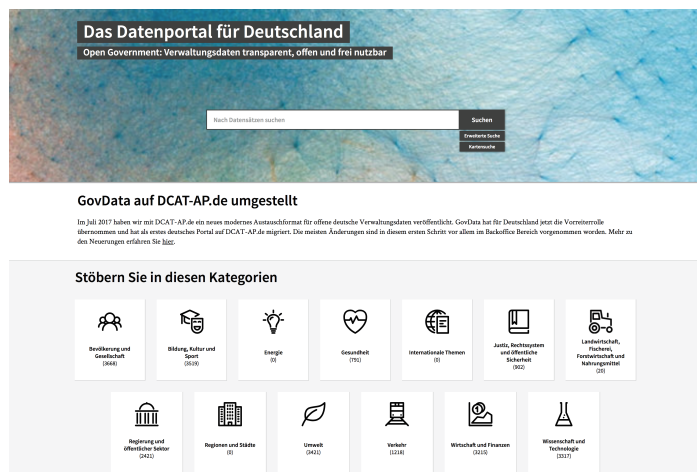 Das Datenportal für Deutschland
Open Government: Verwaltungsdaten transparent, offen und frei nutzbar
Nach Datensätzen suchen
Suchen
Erweiterte Suche
Kartensuche
GovData auf DCAT-AP.de umgestellt
Im Juli 2017 haben wir mit DCAT-AP.de ein neues modernes Austauschformat für offene deutsche Verwaltungsdaten veröffentlicht. GovData hat für Deutschland jetzt die Vorreiterrolle
übernommen und hat als erstes deutsches Portal auf DCAT-AP.de migriert. Die meisten Änderungen sind in diesem ersten Schritt vor allem im Backoffice Bereich vorgenommen worden. Mehr zu
den Neuerungen erfahren Sie hier.
Stöbern Sie in diesen Kategorien
Bevölkerung und
Gesellschaft
(3668)
Bildung, Kultur und
Sport
(3519)
Energie
(0)
Gesundheit
(791)
Internationale Themen
(0)
Justiz, Rechtssystem
und öffentliche
Sicherheit
(902)
Landwirtschaft,
Fischerei,
Forstwirtschaft und
Nahrungsmittel
(20)
Regierung und
öffentlicher Sektor
(2421)
Regionen und Städte
(0)
Umwelt
(3421)
Verkehr
(1218)
Wirtschaft und Finanzen
(3215)
Wissenschaft und
Technologie
(3317)